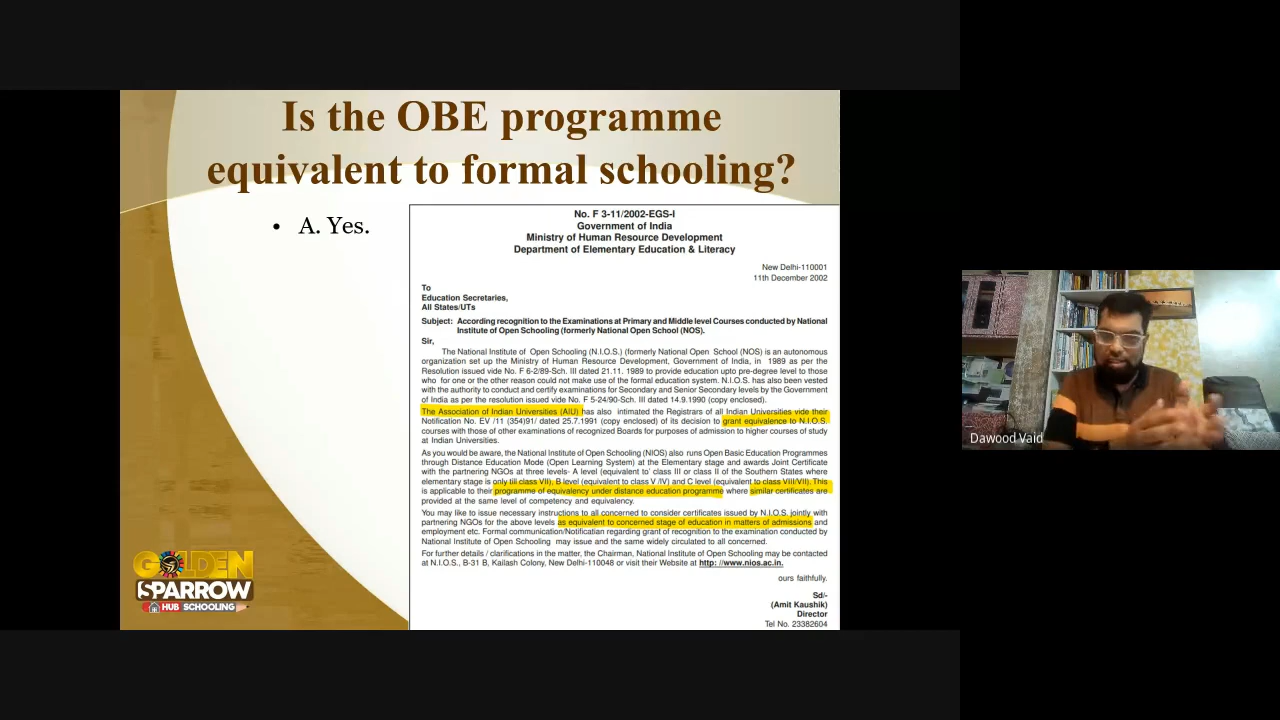 Is the OBE programme
equivalent to formal schooling?
• A. Yes.
No. F 3-11/2002-EGS-I
Government of India
Ministry of Human Resource Development
Department of Elementary Education & Literacy
New Delhi-110001
11th December 2002
To
Education Secretaries,
All States/UTs
Subject: According recognition to the Examinations at Primary and Middle level Courses conducted by National
Institute of Open Schooling (formerly National Open School (NOS).
Sir,
The National Institute of Open Schooling (N.I.O.S.) (formerly National Open School (NOS) is an autonomous
organization set up the Ministry of Human Resource Development, Government of India, in 1989 as per the
Resolution issued vide No. F 6-2/89-Sch. III dated 21.11. 1989 to provide education upto pre-degree level to those
who for one or the other reason could not make use of the formal education system. N.I.O.S. has also been vested
with the authority to conduct and certify examinations for Secondary and Senior Secondary levels by the Government
of India as per the resolution issued vide No. F 5-24/90-Sch. III dated 14.9.1990 (copy enclosed).
The Association of Indian Universities (AIU) has also intimated the Registrars of all Indian Universities vide their
Notification No. EV /11 (354)91/ dated 25.7.1991 (copy enclosed) of its decision to grant equivalence to N.I.O.S.
courses with those of other examinations of recognized Boards for purposes of admission to higher courses of study
at Indian Universities.
As you would be aware, the National Institute of Open Schooling (NIOS) also runs Open Basic Education Programmes
through Distance Education Mode (Open Learning System) at the Elementary stage and awards Joint Certificate
with the partnering NGOs at three levels- A level (equivalent to' class III or class II of the Southern States where
elementary stage is only till class VII), B level (equivalent to class V /IV) and C level (equivalent to class VIII/VII). This
is applicable to their programme of equivalency under distance education programme where similar certificates are
provided at the same level of competency and equivalency.
You may like to issue necessary instructions to all concerned to consider certificates issued by N.I.O.S. jointly with
partnering NGOs for the above levels as equivalent to concerned stage of education in matters of admissions and
employment etc. Formal communication/Notification regarding grant of recognition to the examination conducted by
National Institute of Open Schooling may issue and the same widely circulated to all concerned.
For further details / clarifications in the matter, the Chairman, National Institute of Open Schooling may be contacted
at N.I.O.S., B-31 B, Kailash Colony, New Delhi-110048 or visit their Website at http: //www.nios.ac.in.
ours faithfully.
Sd/-
(Amit Kaushik)
Director
Tel No. 23382604
GOLDEN
SPARROW
HUB SCHOOLING
Dawood Vaid